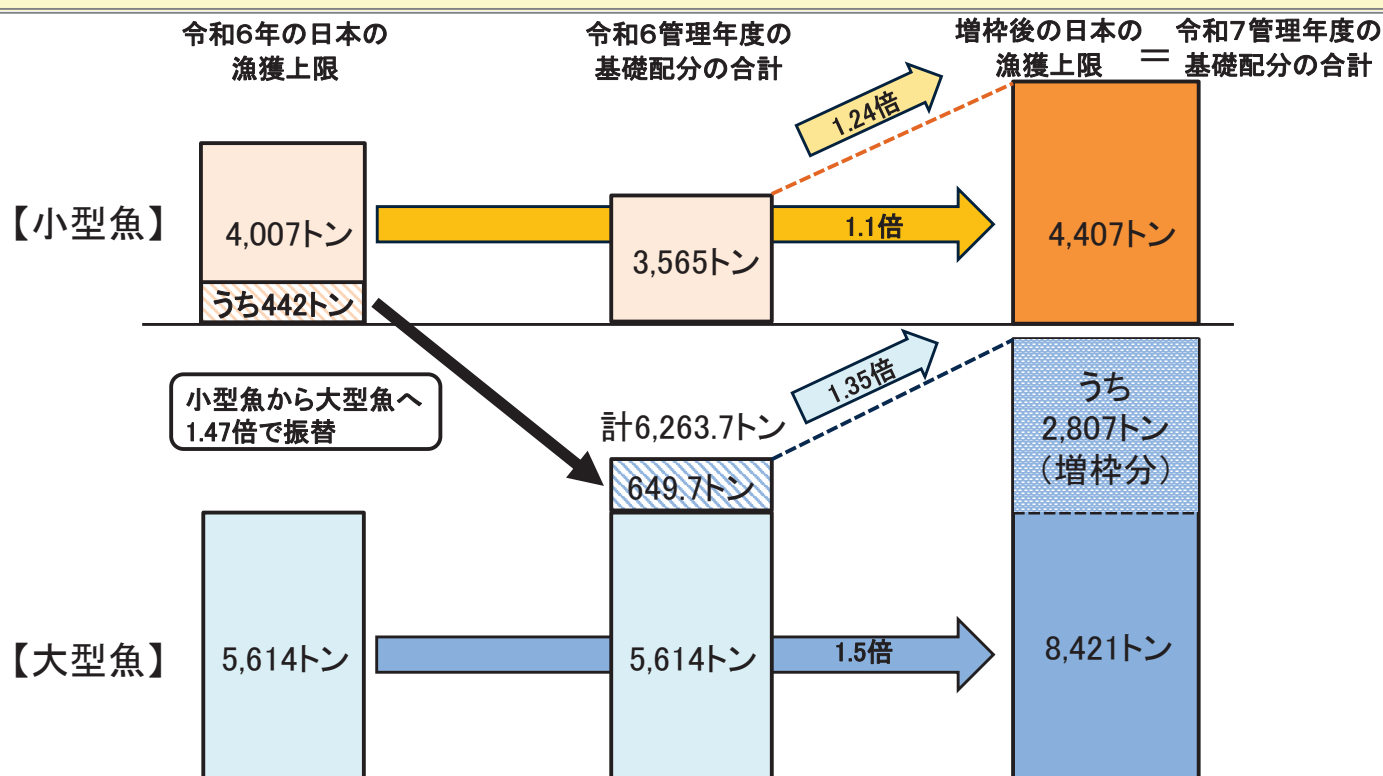 令和6年の日本の
漁獲上限
令和6管理年度の
基礎配分の合計
増枠後の日本の
漁獲上限
＝
令和7管理年度の
基礎配分の合計
1.24倍
【小型魚】
4,007トン
うち442トン
3,565トン
1.1倍
4,407トン
小型魚から大型魚へ
1.47倍で振替
1.35倍
計6,263.7トン
649.7トン
うち
2,807トン
（増枠分）
【大型魚】
5,614トン
5,614トン
1.5倍
8,421トン